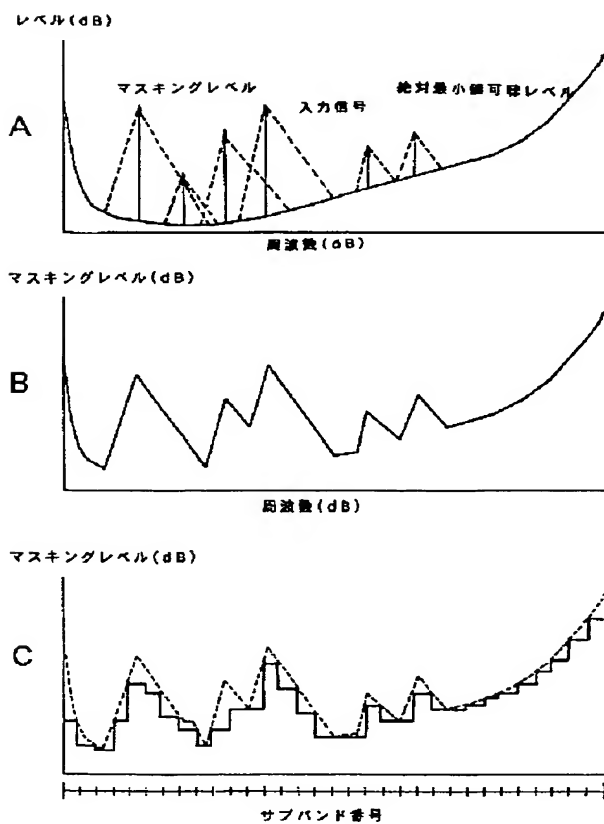 レベル(dB)
マスキングレベル
入力信号
絶対最小値可聴レベル
A
周波数(dB)
マスキングレベル(dB)
B
周波数(dB)
マスキングレベル(dB)
C
サブバンド番号